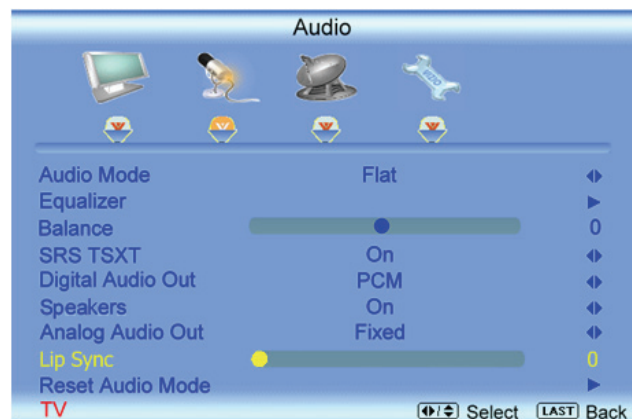 Audio
VIZIO
Audio Mode Flat
Equalizer
Balance 0
SRS TSXT On
Digital Audio Out PCM
Speakers On
Analog Audio Out Fixed
Lip Sync 0
Reset Audio Mode
TV Select LAST Back